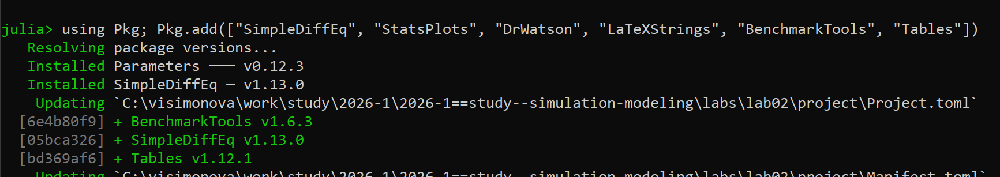 julia> using Pkg; Pkg.add(["SimpleDiffEq", "StatsPlots", "DrWatson", "LaTeXStrings", "BenchmarkTools", "Tables"])
Resolving package versions...
Installed Parameters ─── v0.12.3
Installed SimpleDiffEq ─ v1.13.0
Updating `C:\visimonova\work\study\2026-1\2026-1==study--simulation-modeling\labs\lab02\project\Project.toml`
[6e4b80f9] + BenchmarkTools v1.6.3
[05bca326] + SimpleDiffEq v1.13.0
[bd369af6] + Tables v1.12.1
Updating `C:\visimonova\work\study\2026-1\2026-1==study--simulation-modeling\labs\lab02\project\Manifest.toml`